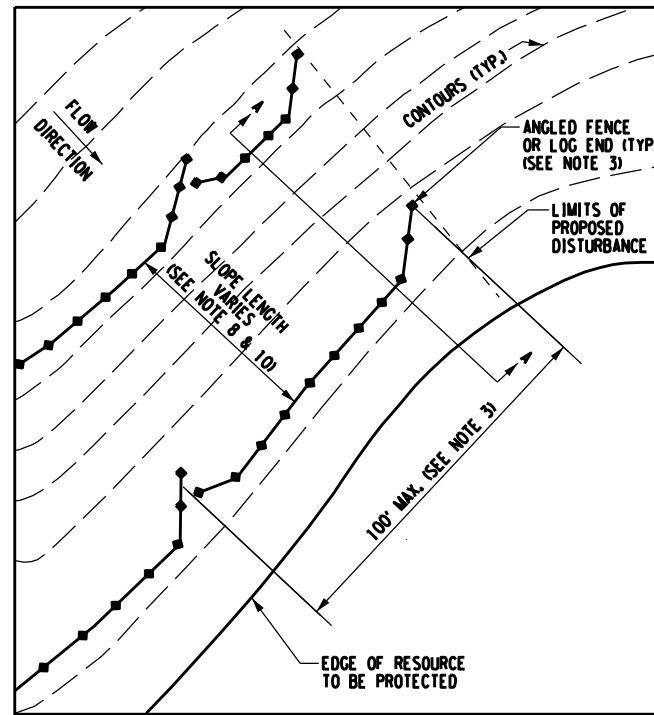 FLOW
DIRECTION
A
CONTOURS (TYP.)
ANGLED FENCE
OR LOG END (TYP
(SEE NOTE 3)
LIMITS OF
PROPOSED
DISTURBANCE
SLOPE LENGTH
VARIES
(SEE NOTE 8 & 10)
A
100' MAX. (SEE NOTE 3)
EDGE OF RESOURCE
TO BE PROTECTED